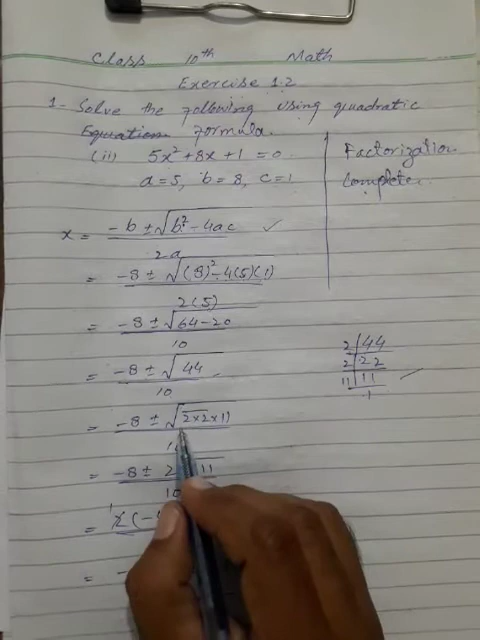 Class 10th Math
Exercise 1.2
1- Solve the following using quadratic
Equation Formula.
(ii) 5x² + 8x + 1 = 0
a = 5, b = 8, c = 1
Factorization
Complete
x = -b ± √b² - 4ac ✓
2a
= -8 ± √(8)² - 4(5)(1)
2(5)
= -8 ± √64 - 20
10
= -8 ± √44
10
2 | 44
2 | 22
11 | 11
1
= -8 ± √2×2×11
= -8 ± 2 11
= 2 (-
= -